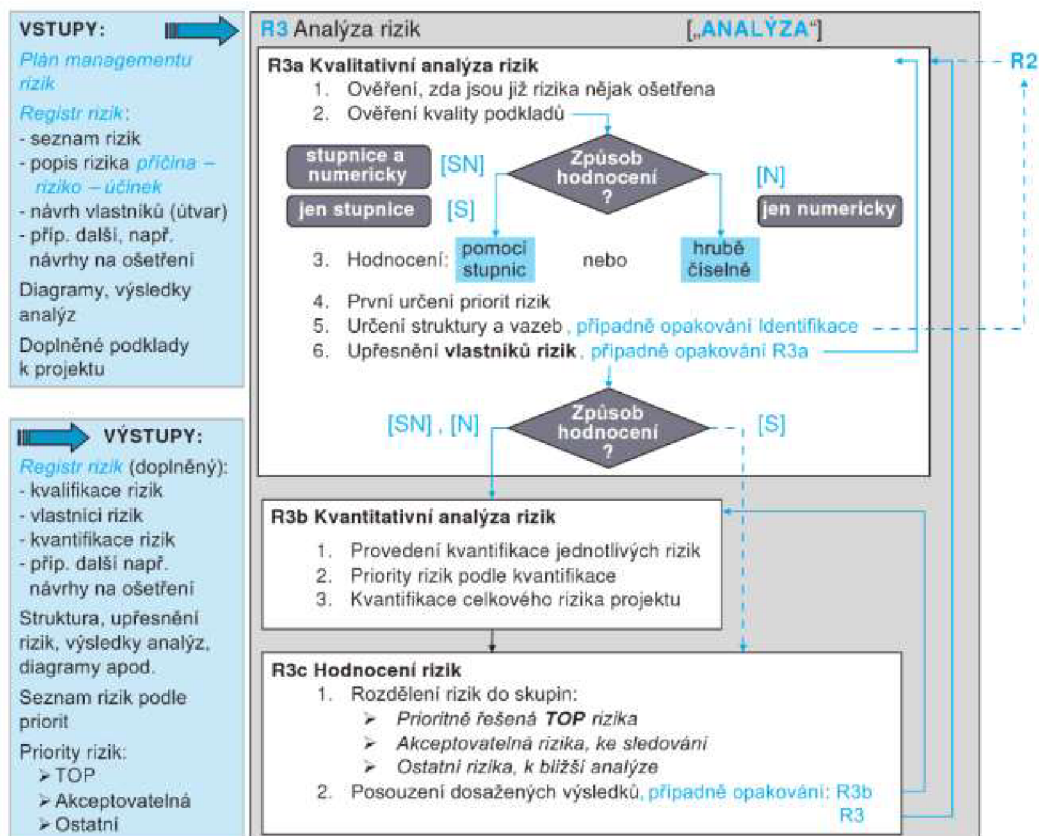 VSTUPY:
Plán managementu
rizik
Registr rizik:
- seznam rizik
- popis rizika příčina –
riziko – účinek
- návrh vlastníků (útvar)
- příp. další, např.
návrhy na ošetření
Diagramy, výsledky
analýz
Doplněné podklady
k projektu
VÝSTUPY:
Registr rizik (doplněný):
- kvalifikace rizik
- vlastníci rizik
- kvantifikace rizik
- příp. další např.
návrhy na ošetření
Struktura, upřesnění
rizik, výsledky analýz,
diagramy apod.
Seznam rizik podle
priorit
Priority rizik:
➢ TOP
➢ Akceptovatelná
➢ Ostatní
R3 Analýza rizik ["ANALÝZA"]
R2
R3a Kvalitativní analýza rizik
1. Ověření, zda jsou již rizika nějak ošetřena
2. Ověření kvality podkladů
stupnice a
numericky
[SN]
jen stupnice
[S]
Způsob
hodnocení
?
[N]
jen numericky
3. Hodnocení:
pomocí
stupnic
nebo
hrubě
číselně
4. První určení priorit rizik
5. Určení struktury a vazeb, případně opakování Identifikace
6. Upřesnění vlastníků rizik, případně opakování R3a
[SN], [N]
Způsob
hodnocení
?
[S]
R3b Kvantitativní analýza rizik
1. Provedení kvantifikace jednotlivých rizik
2. Priority rizik podle kvantifikace
3. Kvantifikace celkového rizika projektu
R3c Hodnocení rizik
1. Rozdělení rizik do skupin:
➢ Prioritně řešená TOP rizika
➢ Akceptovatelná rizika, ke sledování
➢ Ostatní rizika, k bližší analýze
2. Posouzení dosažených výsledků, případně opakování: R3b
R3